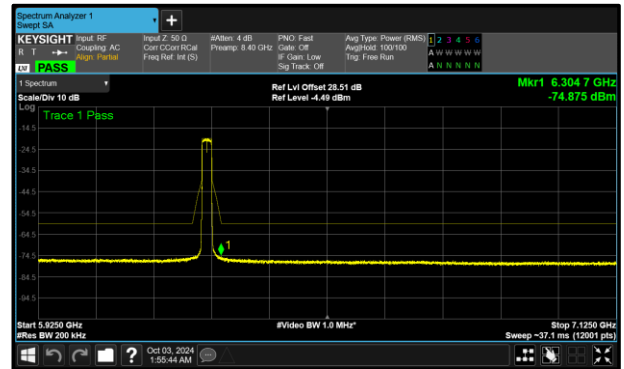 Spectrum Analyzer 1
Swept SA
+
KEYSIGHT Input: RF
R T Coupling: AC
Align: Partial
LXI PASS
Input Z: 50 Ω
Corr CCorr RCal
Freq Ref: Int (S)
#Atten: 4 dB
Preamp: 8.40 GHz
PNO: Fast
Gate: Off
IF Gain: Low
Sig Track: Off
Avg Type: Power (RMS)
Avg|Hold: 100/100
Trig: Free Run
1 2 3 4 5 6
A W W W W W
A N N N N N
1 Spectrum
Scale/Div 10 dB
Ref Lvl Offset 28.51 dB
Ref Level -4.49 dBm
Mkr1 6.304 7 GHz
-74.875 dBm
Log
Trace 1 Pass
-14.5
-24.5
-34.5
-44.5
-54.5
-64.5
-74.5
-84.5
-94.5
1
Start 5.9250 GHz
#Res BW 200 kHz
#Video BW 1.0 MHz*
Stop 7.1250 GHz
Sweep ~37.1 ms (12001 pts)
?
Oct 03, 2024
1:55:44 AM